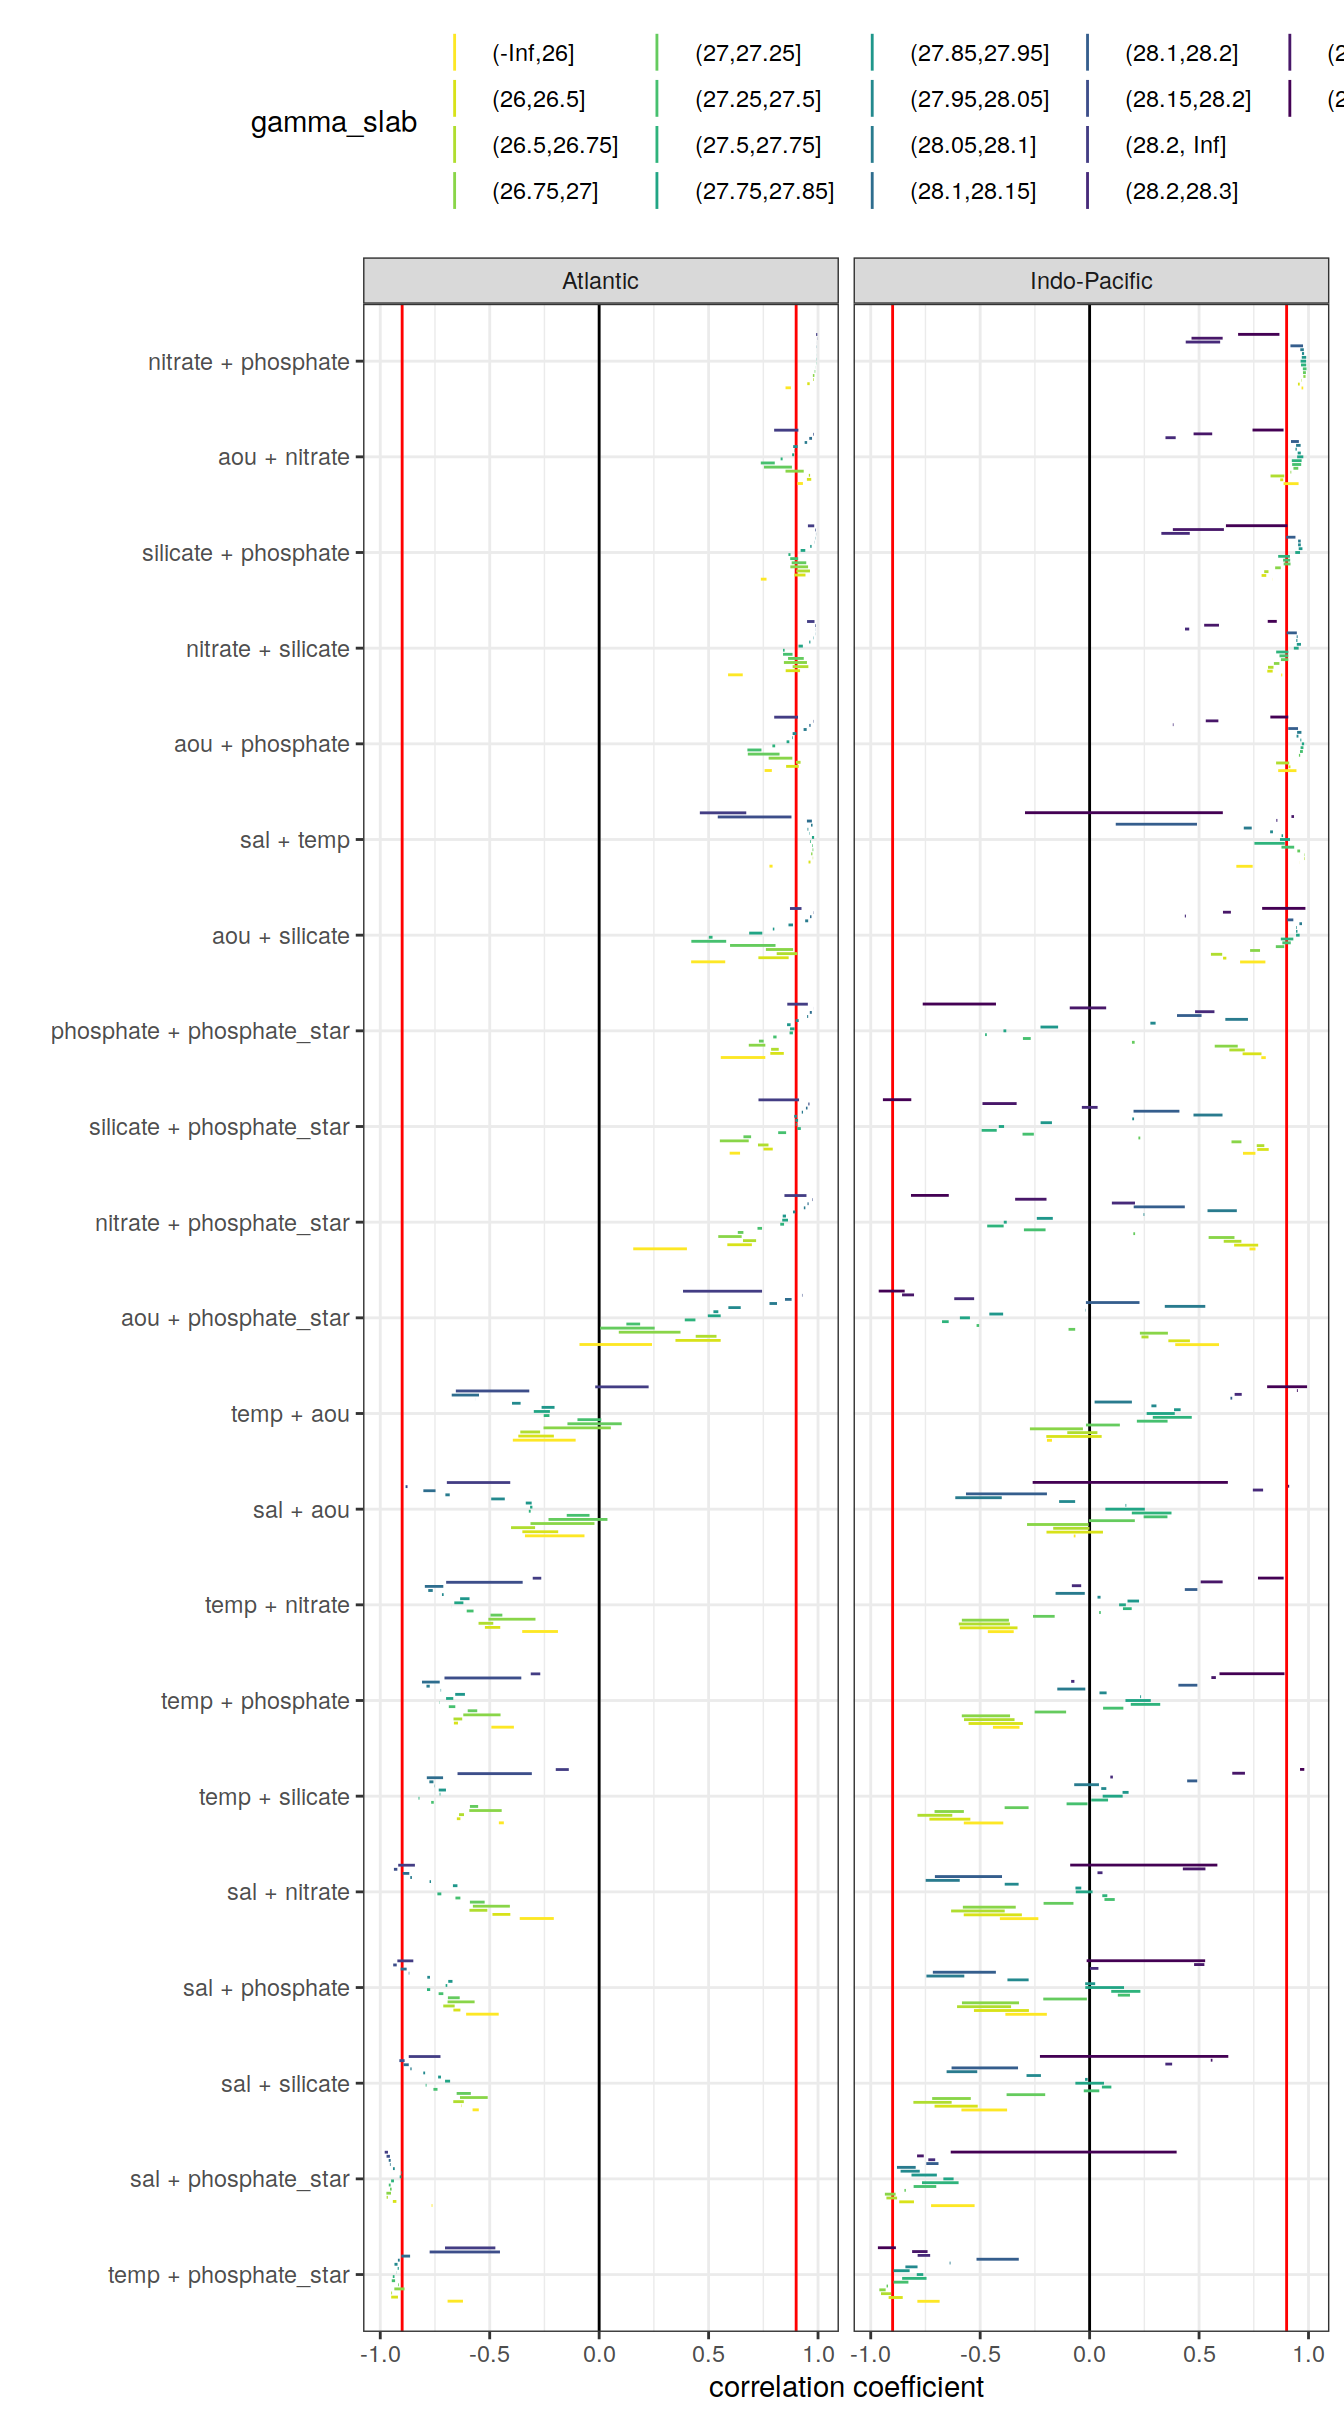 gamma_slab
(-Inf,26]
(26,26.5]
(26.5,26.75]
(26.75,27]
(27,27.25]
(27.25,27.5]
(27.5,27.75]
(27.75,27.85]
(27.85,27.95]
(27.95,28.05]
(28.05,28.1]
(28.1,28.15]
(28.1,28.2]
(28.15,28.2]
(28.2, Inf]
(28.2,28.3]
Atlantic
Indo-Pacific
nitrate + phosphate
aou + nitrate
silicate + phosphate
nitrate + silicate
aou + phosphate
sal + temp
aou + silicate
phosphate + phosphate_star
silicate + phosphate_star
nitrate + phosphate_star
aou + phosphate_star
temp + aou
sal + aou
temp + nitrate
temp + phosphate
temp + silicate
sal + nitrate
sal + phosphate
sal + silicate
sal + phosphate_star
temp + phosphate_star
-1.0 -0.5 0.0 0.5 1.0 -1.0 -0.5 0.0 0.5 1.0
correlation coefficient